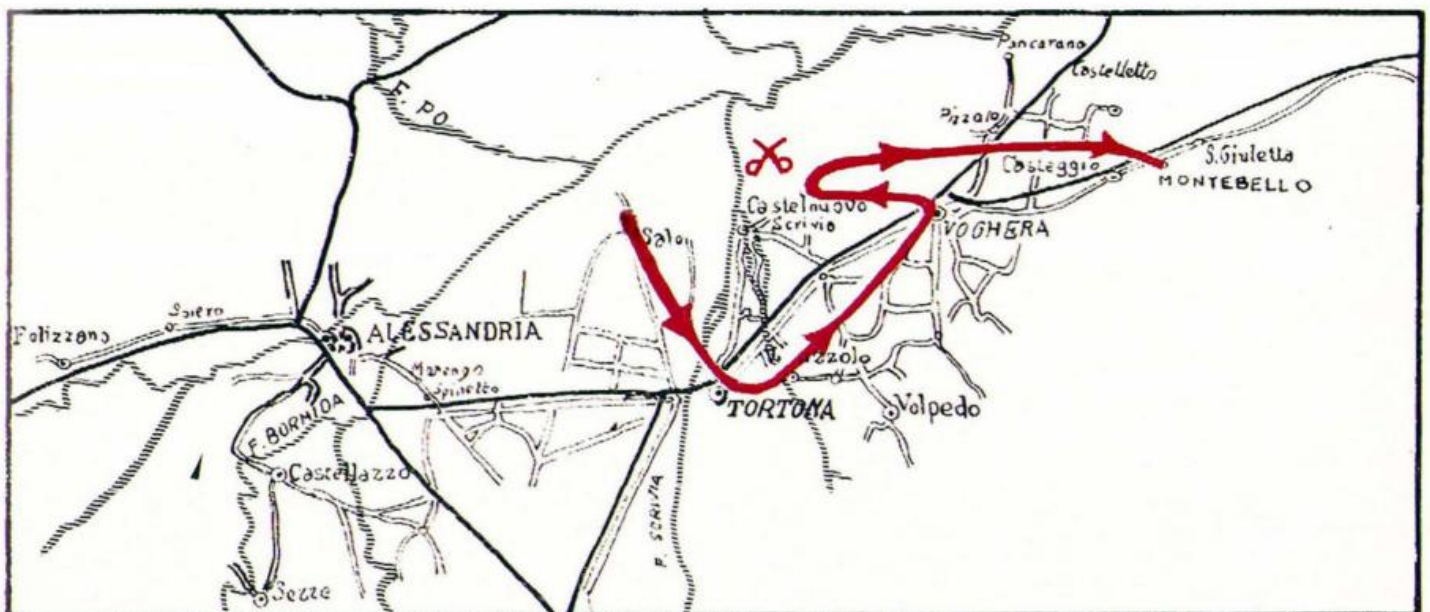 Pancarana
Castelletto
F. PO
Pizzale
S.Giuletta
Casteggio
MONTEBELLO
Castelnuovo
Scrivia
VOGHERA
Sale
Solero
Felizzano
ALESSANDRIA
Marengo
Spinetta
TORTONA
Volpedo
F. BORMIDA
Castellazzo
F. SCRIVIA
Sezze